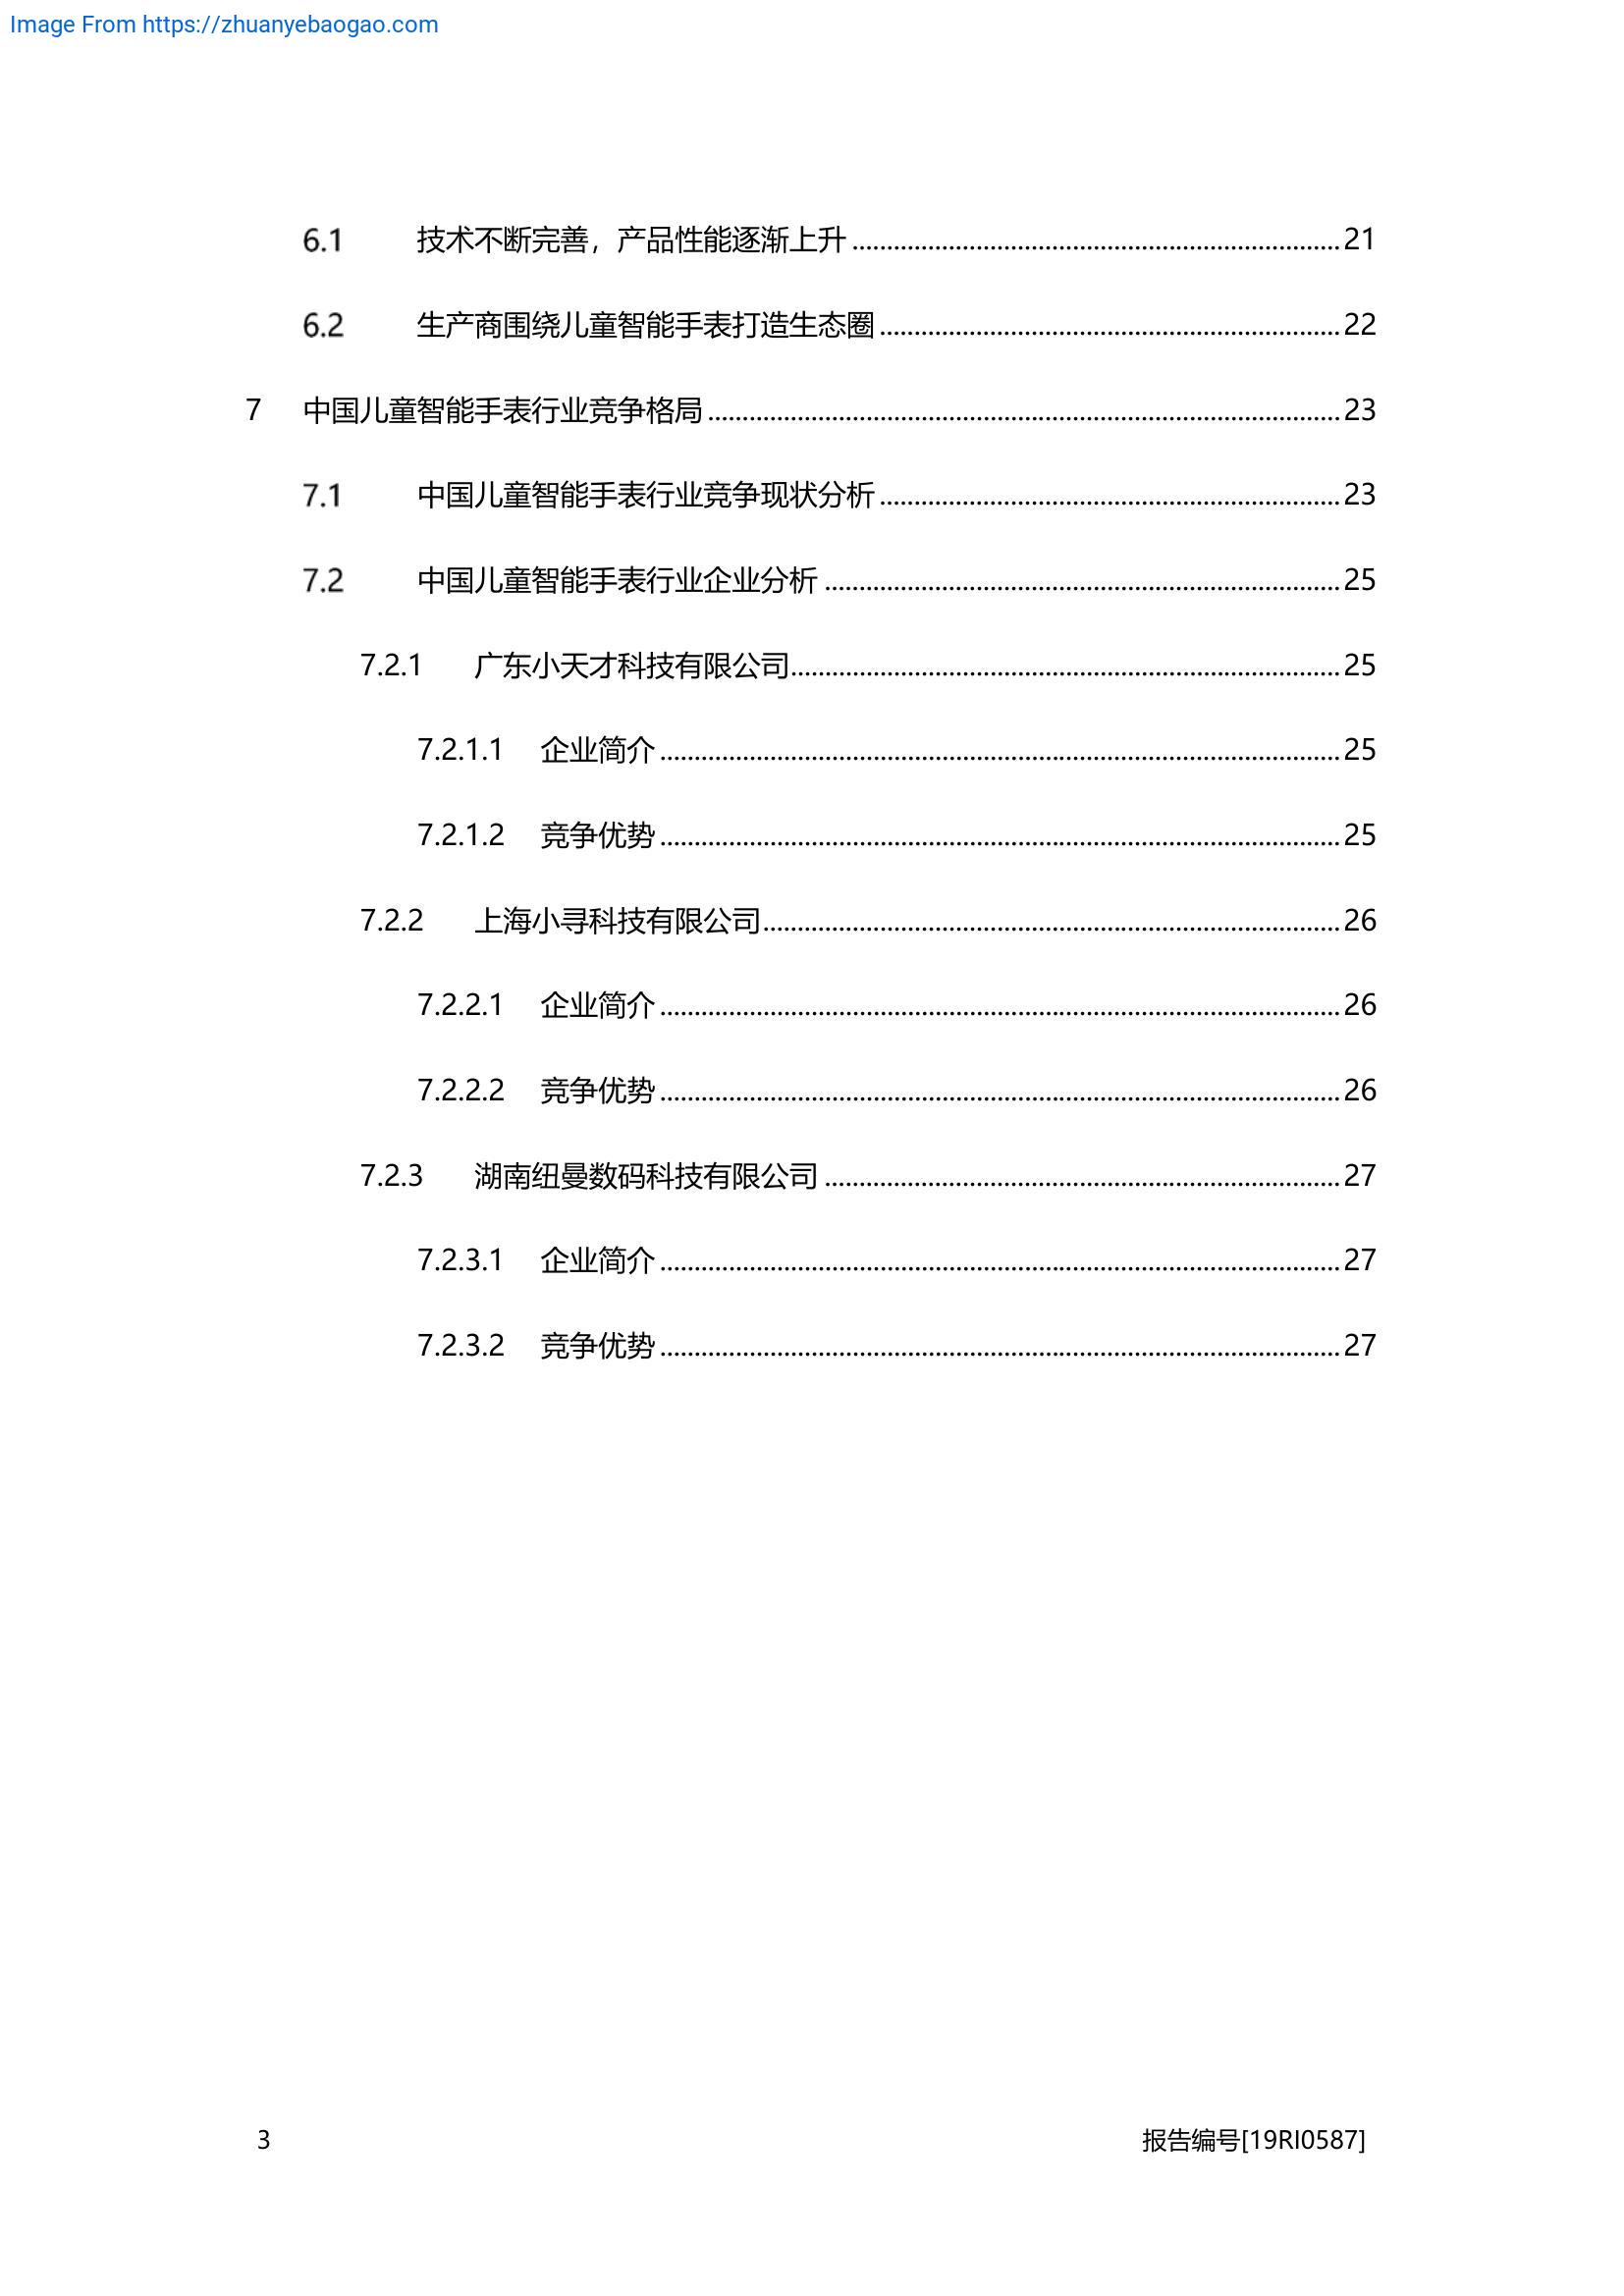 Image From https://zhuanyebaogao.com
6.1 技术不断完善，产品性能逐渐上升 ........ 21
6.2 生产商围绕儿童智能手表打造生态圈 ........ 22
7 中国儿童智能手表行业竞争格局 ........ 23
7.1 中国儿童智能手表行业竞争现状分析 ........ 23
7.2 中国儿童智能手表行业企业分析 ........ 25
7.2.1 广东小天才科技有限公司 ........ 25
7.2.1.1 企业简介 ........ 25
7.2.1.2 竞争优势 ........ 25
7.2.2 上海小寻科技有限公司 ........ 26
7.2.2.1 企业简介 ........ 26
7.2.2.2 竞争优势 ........ 26
7.2.3 湖南纽曼数码科技有限公司 ........ 27
7.2.3.1 企业简介 ........ 27
7.2.3.2 竞争优势 ........ 27
3 报告编号[19RI0587]